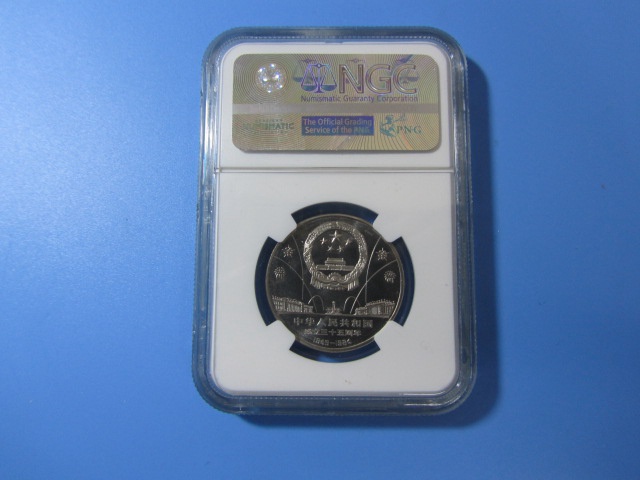 NGC
Numismatic Guaranty Corporation
NUMISMATIC
The Official Grading
Service of the ANA
PNG
中华人民共和国
成立三十五周年
1949-1984